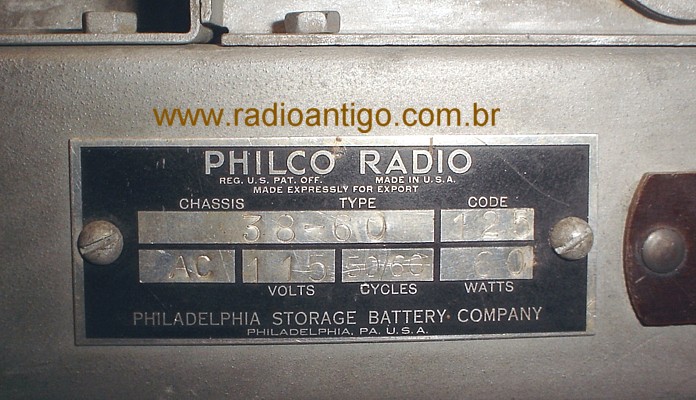 www.radioantigo.com.br
PHILCO RADIO
REG. U.S. PAT. OFF. MADE IN U.S.A.
MADE EXPRESSLY FOR EXPORT
CHASSIS TYPE CODE
38-60 125
AC 115 50/60 60
VOLTS CYCLES WATTS
PHILADELPHIA STORAGE BATTERY COMPANY
PHILADELPHIA, PA. U.S.A.